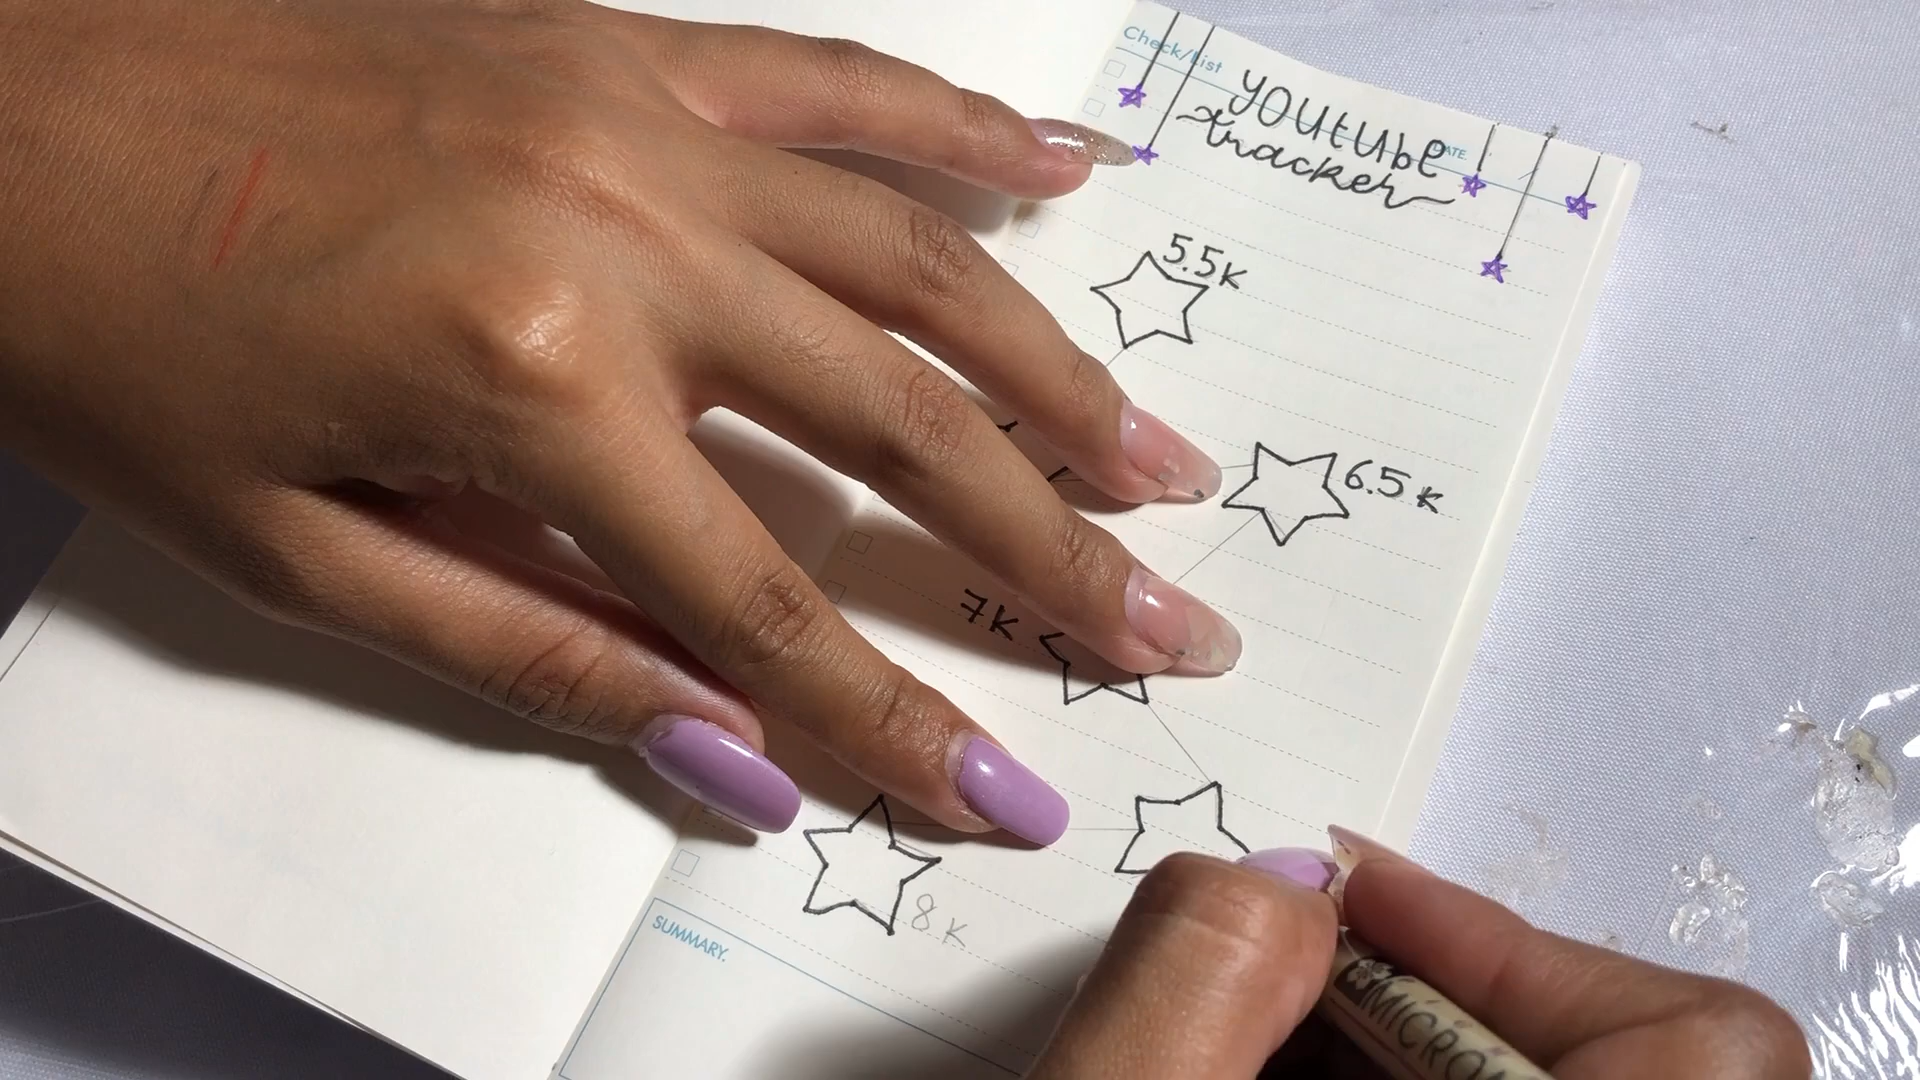 Check/List
youtube
DATE.
tracker
5.5K
6.5K
7K
8K
SUMMARY.
MICRON